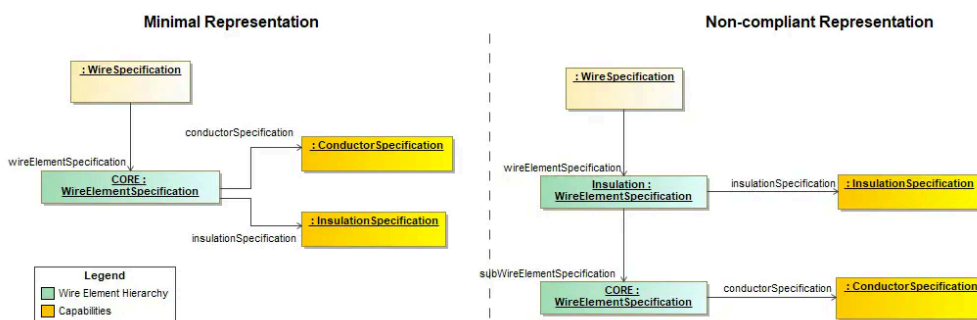 Minimal Representation
: WireSpecification
wireElementSpecification
CORE :
WireElementSpecification
conductorSpecification
: ConductorSpecification
: InsulationSpecification
insulationSpecification
Legend
Wire Element Hierarchy
Capabilities
Non-compliant Representation
: WireSpecification
wireElementSpecification
Insulation :
WireElementSpecification
insulationSpecification
: InsulationSpecification
subWireElementSpecification
CORE :
WireElementSpecification
conductorSpecification
: ConductorSpecification